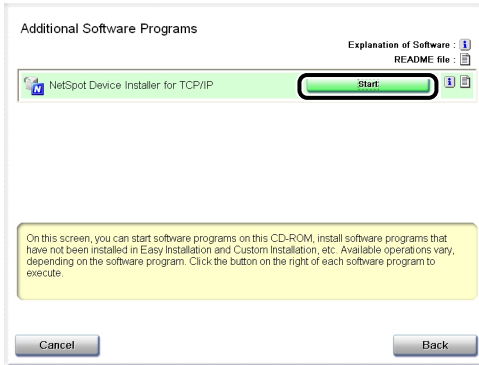 Additional Software Programs
Explanation of Software : i
README file :
N NetSpot Device Installer for TCP/IP Start i
On this screen, you can start software programs on this CD-ROM, install software programs that
have not been installed in Easy Installation and Custom Installation, etc. Available operations vary,
depending on the software program. Click the button on the right of each software program to
execute.
Cancel Back